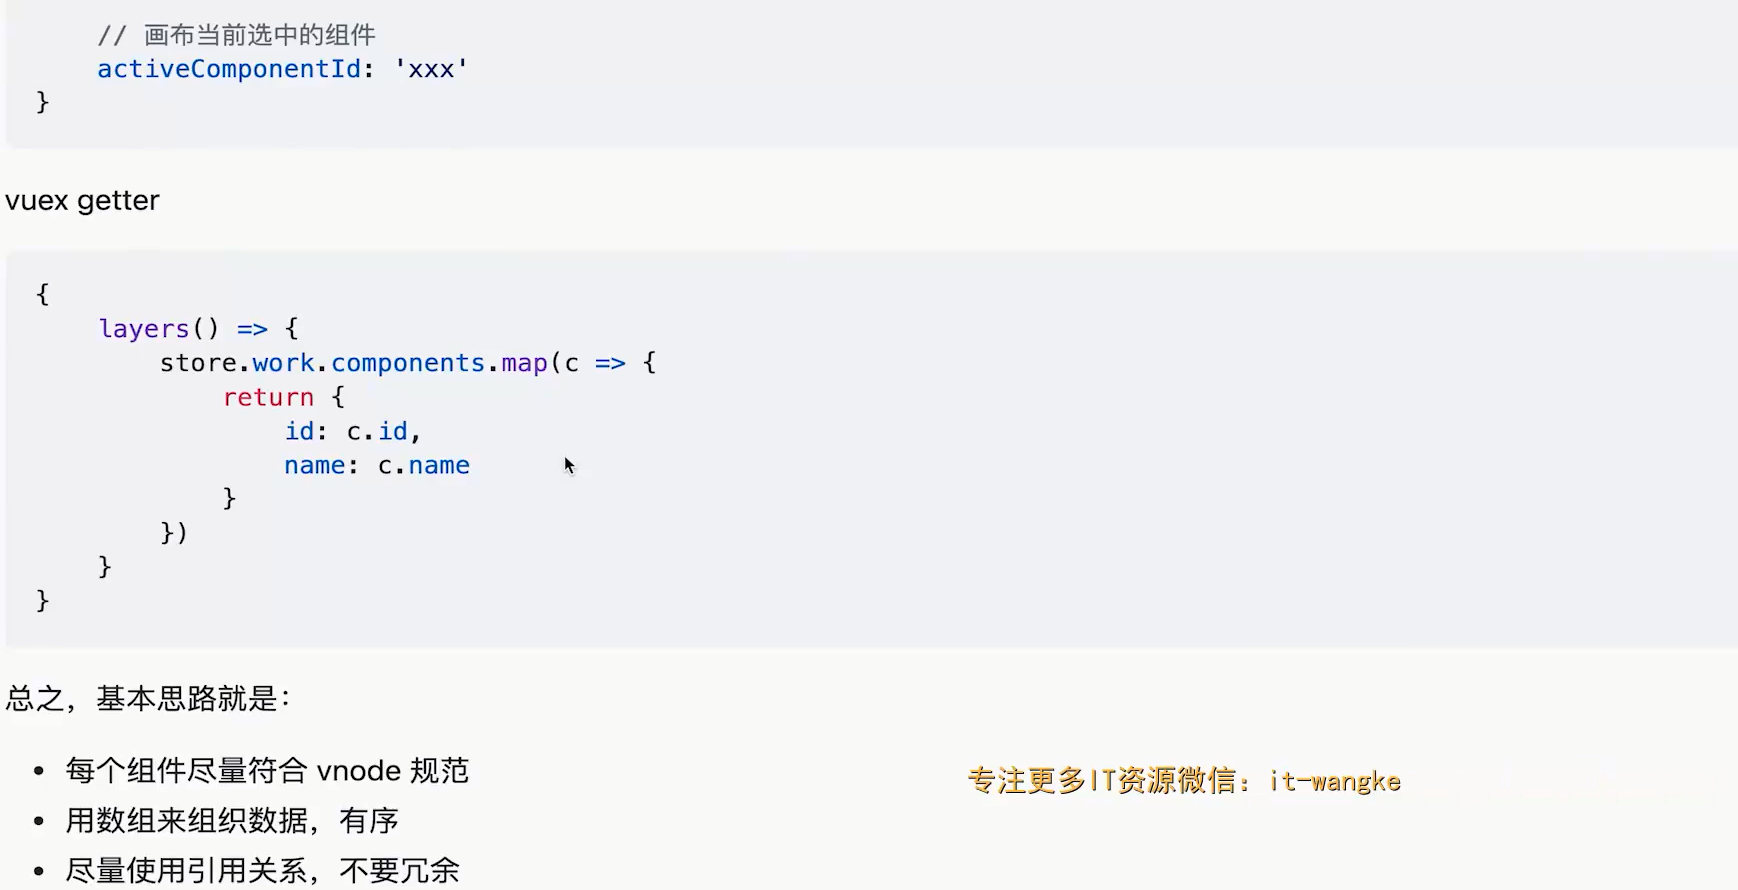 // 画布当前选中的组件
activeComponentId: 'xxx'
}
vuex getter
{
layers() => {
store.work.components.map(c => {
return {
id: c.id,
name: c.name
}
})
}
}
总之，基本思路就是：
• 每个组件尽量符合 vnode 规范
专注更多IT资源微信：it-wangke
• 用数组来组织数据，有序
• 尽量使用引用关系，不要冗余